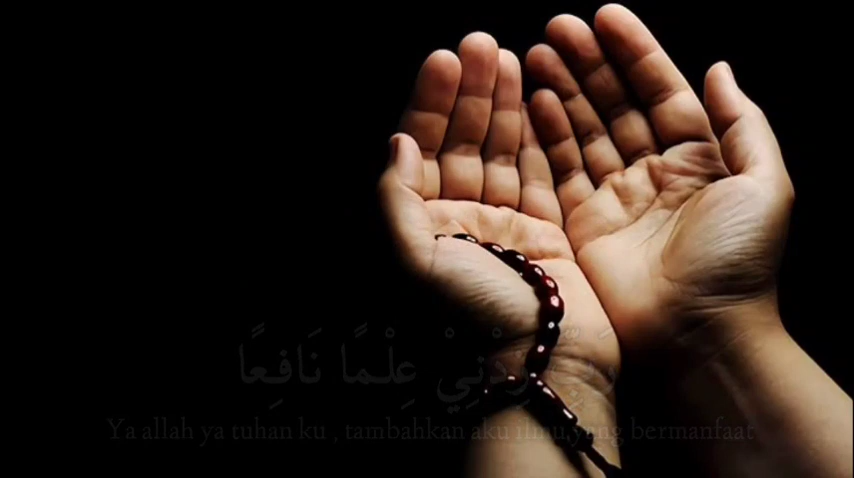 رَبِّ زِدْنِيْ عِلْمًا نَافِعًا
Ya allah ya tuhan ku , tambahkan aku ilmu,yang bermanfaat